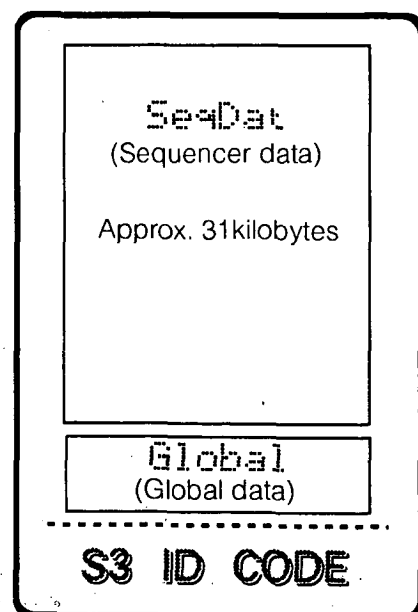 SeqDat
(Sequencer data)
Approx. 31kilobytes
Global
(Global data)
S3 ID CODE